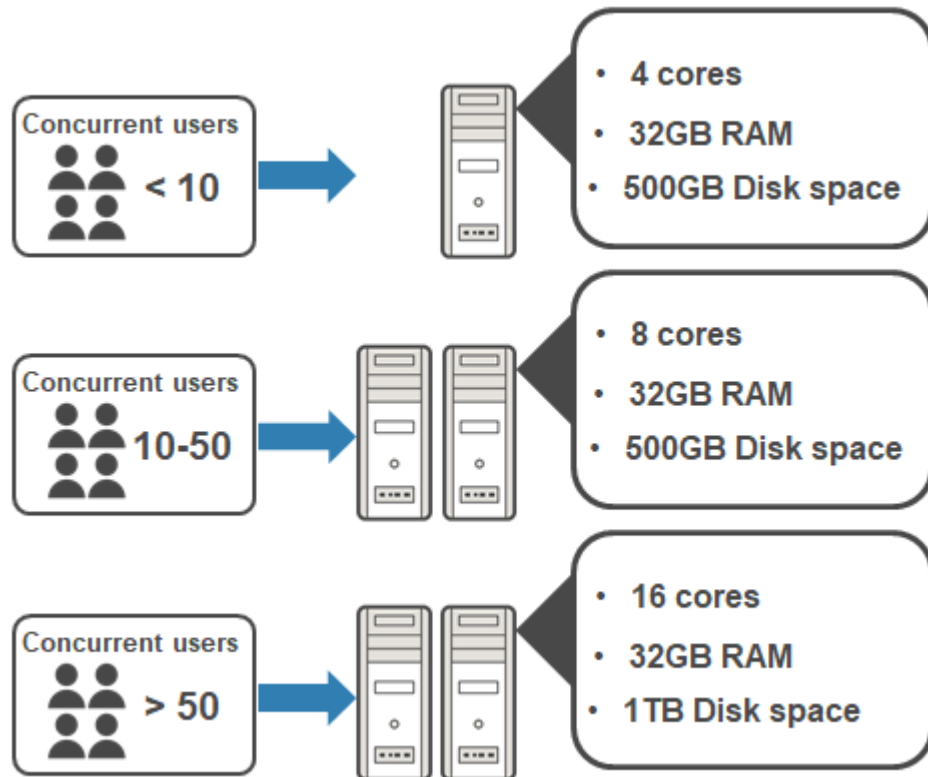 Concurrent users
< 10
• 4 cores
• 32GB RAM
• 500GB Disk space
Concurrent users
10-50
• 8 cores
• 32GB RAM
• 500GB Disk space
Concurrent users
> 50
• 16 cores
• 32GB RAM
• 1TB Disk space